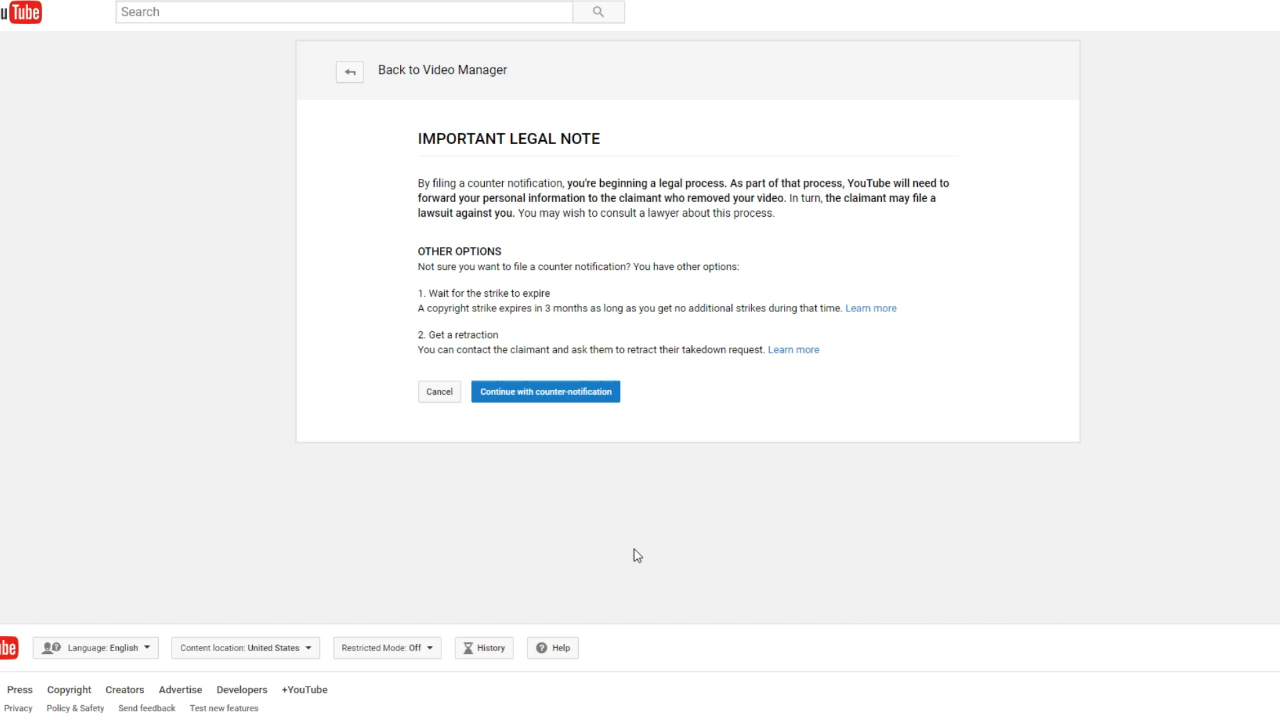 u Tube
Search
Back to Video Manager
IMPORTANT LEGAL NOTE
By filing a counter notification, you're beginning a legal process. As part of that process, YouTube will need to
forward your personal information to the claimant who removed your video. In turn, the claimant may file a
lawsuit against you. You may wish to consult a lawyer about this process.
OTHER OPTIONS
Not sure you want to file a counter notification? You have other options:
1. Wait for the strike to expire
A copyright strike expires in 3 months as long as you get no additional strikes during that time. Learn more
2. Get a retraction
You can contact the claimant and ask them to retract their takedown request. Learn more
Cancel Continue with counter-notification
be Language: English Content location: United States Restricted Mode: Off History Help
Press Copyright Creators Advertise Developers +YouTube
Privacy Policy & Safety Send feedback Test new features